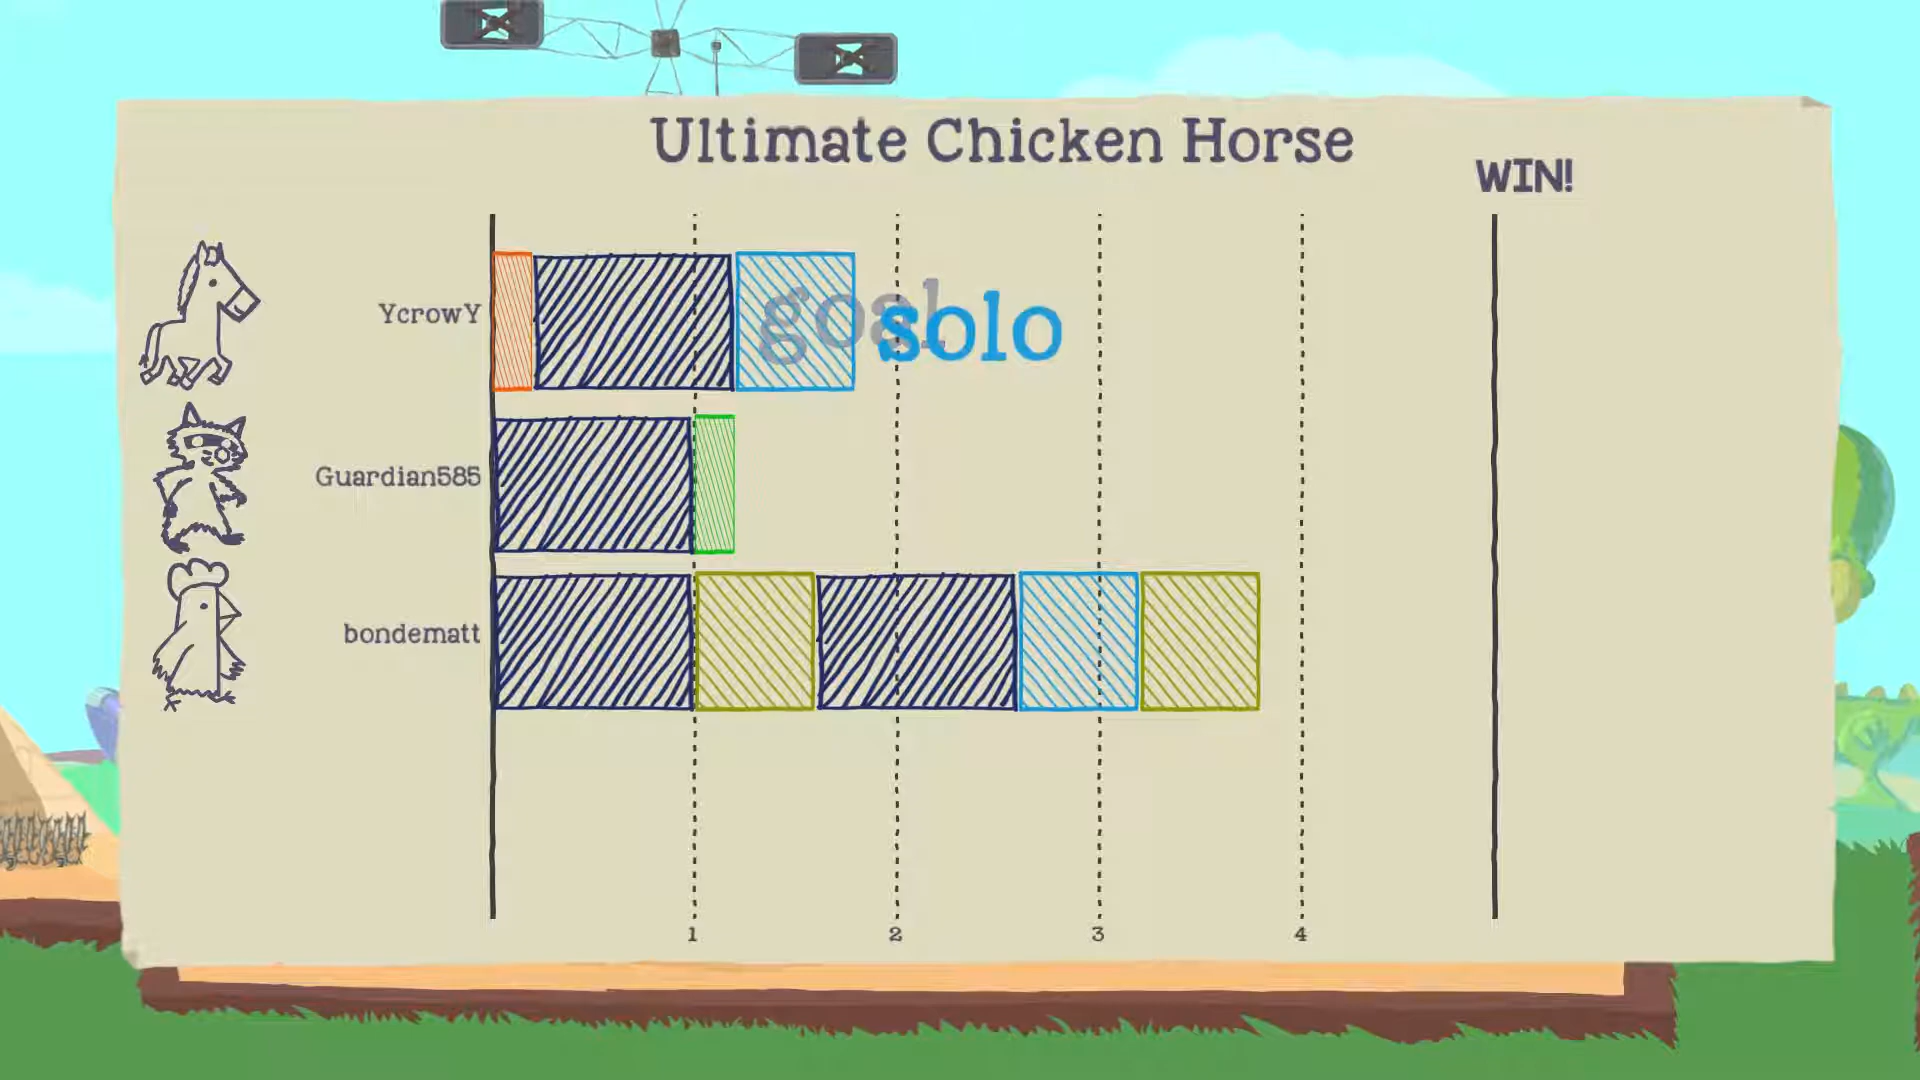 Ultimate Chicken Horse
WIN!
YcrowY
goal
solo
Guardian585
bondematt
1 2 3 4